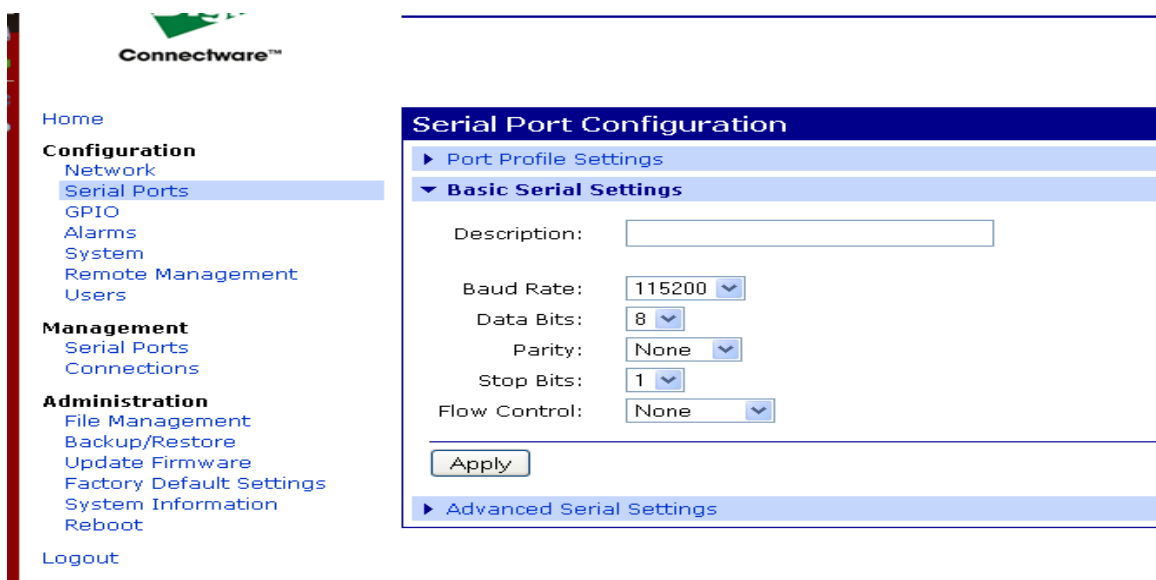 Connectware™
Home
Configuration
Network
Serial Ports
GPIO
Alarms
System
Remote Management
Users
Management
Serial Ports
Connections
Administration
File Management
Backup/Restore
Update Firmware
Factory Default Settings
System Information
Reboot
Logout
Serial Port Configuration
Port Profile Settings
Basic Serial Settings
Description:
Baud Rate: 115200
Data Bits: 8
Parity: None
Stop Bits: 1
Flow Control: None
Apply
Advanced Serial Settings